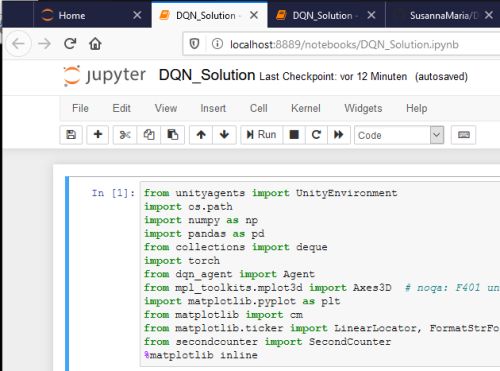 Home
DQN_Solution -
DQN_Solution -
SusannaMaria/D
localhost:8889/notebooks/DQN_Solution.ipynb
jupyter DQN_Solution Last Checkpoint: vor 12 Minuten (autosaved)
File Edit View Insert Cell Kernel Widgets Help
Run Code
In [1]: from unityagents import UnityEnvironment
import os.path
import numpy as np
import pandas as pd
from collections import deque
import torch
from dqn_agent import Agent
from mpl_toolkits.mplot3d import Axes3D # noqa: F401 un
import matplotlib.pyplot as plt
from matplotlib import cm
from matplotlib.ticker import LinearLocator, FormatStrFo
from secondcounter import SecondCounter
%matplotlib inline